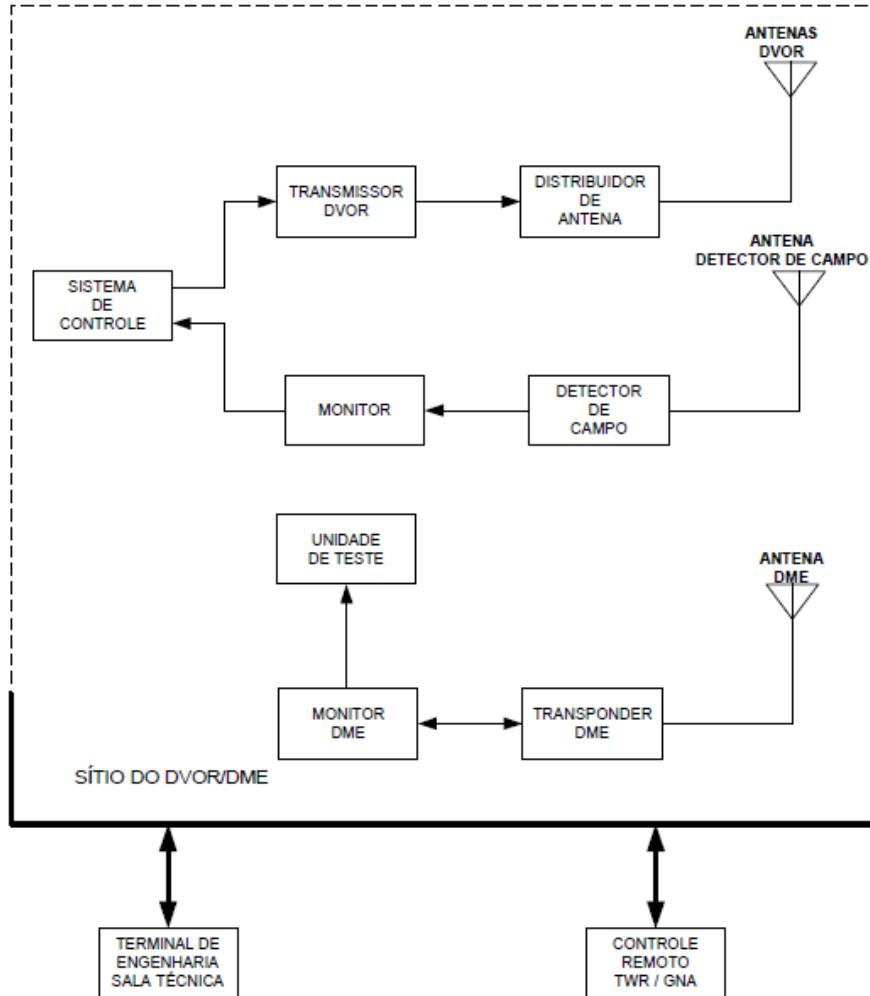 ANTENAS
DVOR
TRANSMISSOR
DVOR
DISTRIBUIDOR
DE
ANTENA
ANTENA
DETECTOR DE CAMPO
SISTEMA
DE
CONTROLE
MONITOR
DETECTOR
DE
CAMPO
UNIDADE
DE TESTE
ANTENA
DME
MONITOR
DME
TRANSPONDER
DME
SÍTIO DO DVOR/DME
TERMINAL DE
ENGENHARIA
SALA TÉCNICA
CONTROLE
REMOTO
TWR / GNA